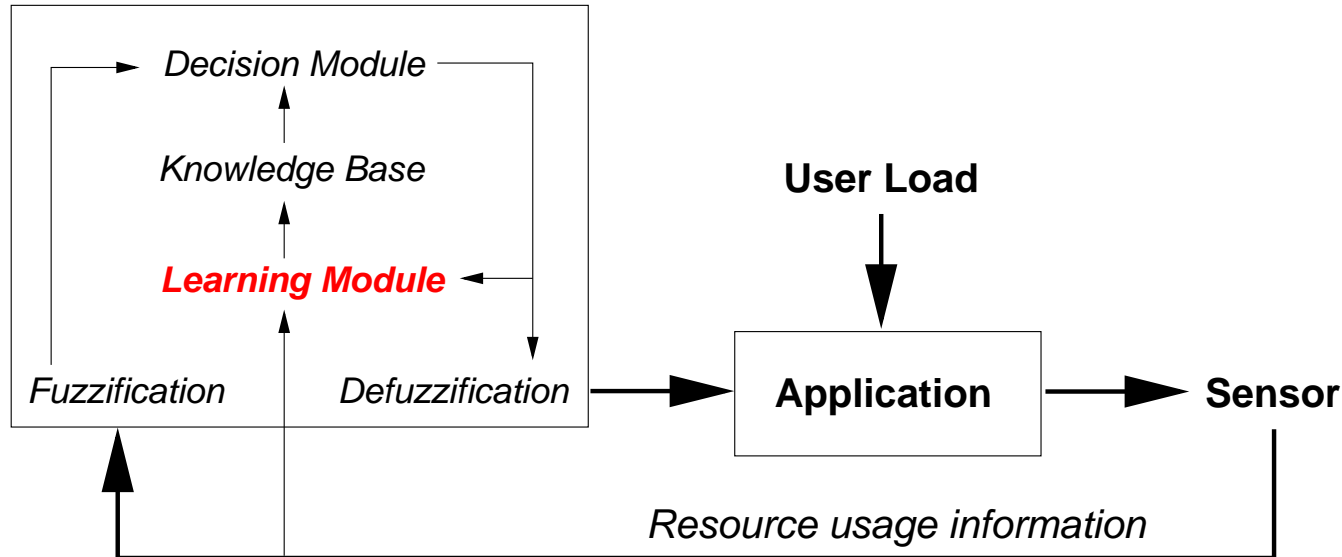 Decision Module
Knowledge Base
User Load
Learning Module
Fuzzification
Defuzzification
Application
Sensor
Resource usage information